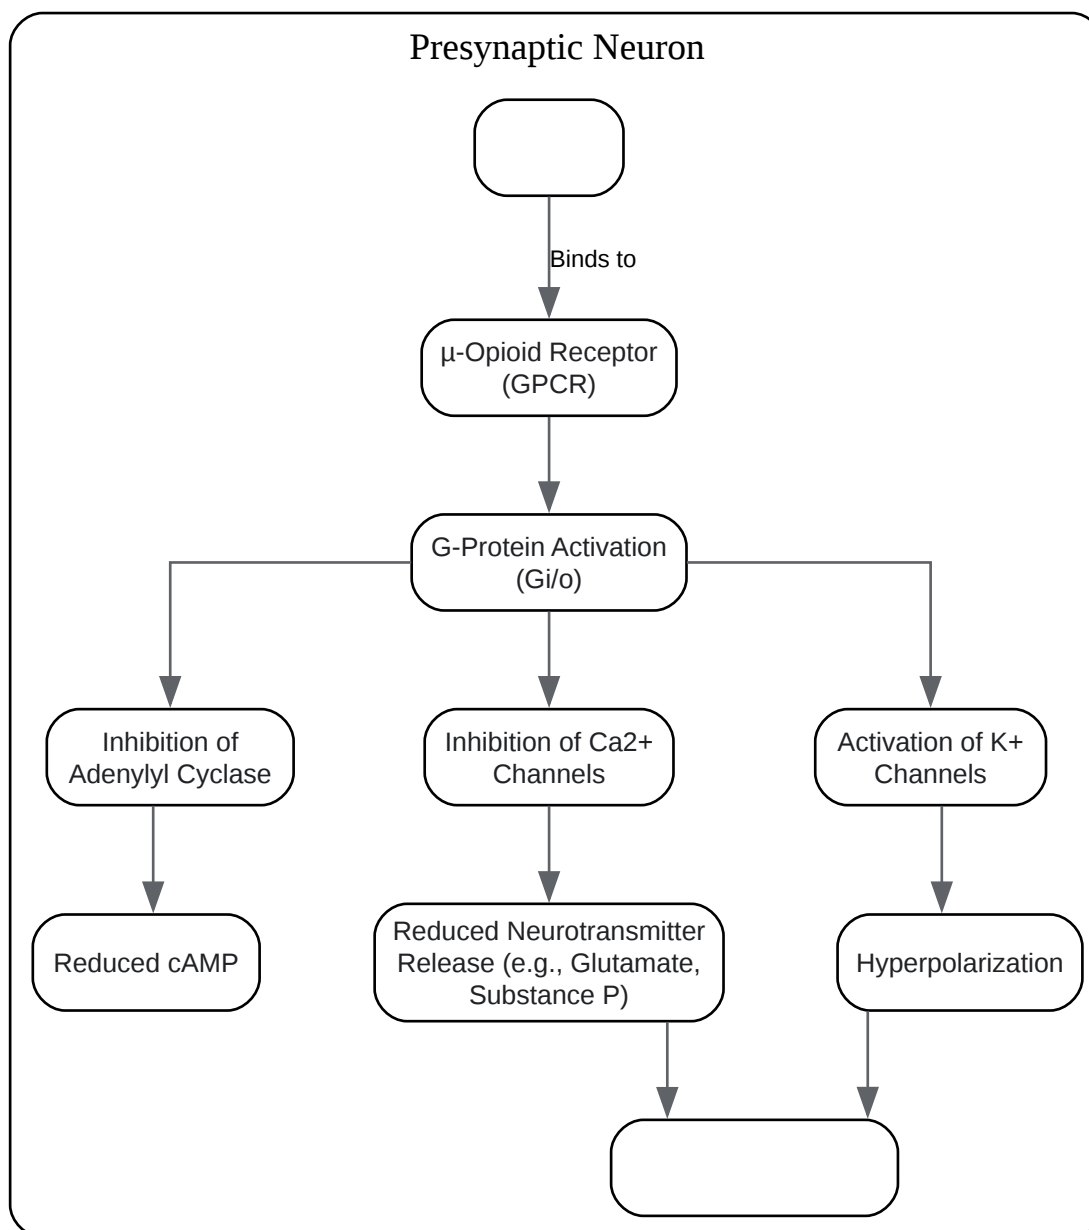 Presynaptic Neuron
Binds to
µ-Opioid Receptor
(GPCR)
G-Protein Activation
(Gi/o)
Inhibition of
Adenylyl Cyclase
Inhibition of Ca2+
Channels
Activation of K+
Channels
Reduced cAMP
Reduced Neurotransmitter
Release (e.g., Glutamate,
Substance P)
Hyperpolarization